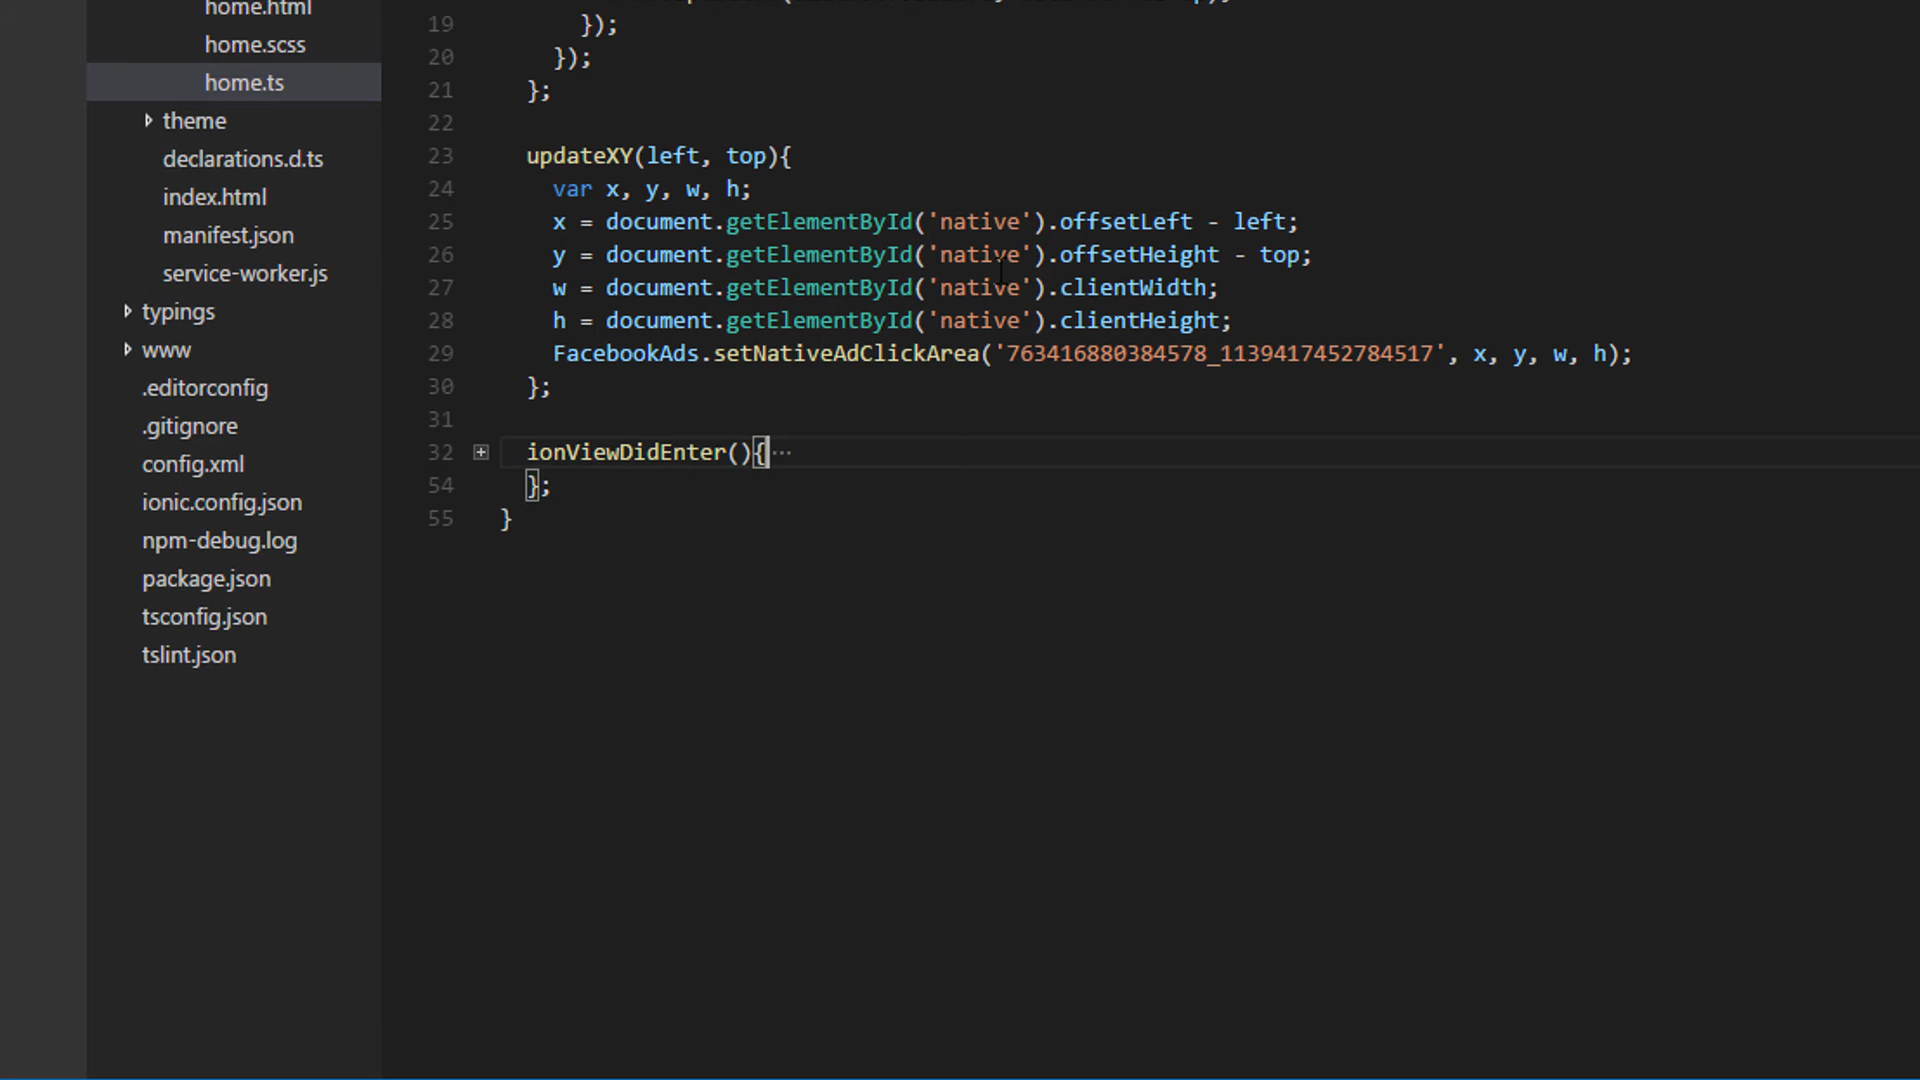 home.html
home.scss
home.ts
theme
declarations.d.ts
index.html
manifest.json
service-worker.js
typings
www
.editorconfig
.gitignore
config.xml
ionic.config.json
npm-debug.log
package.json
tsconfig.json
tslint.json
19 });
20 });
21 };
22
23 updateXY(left, top){
24 var x, y, w, h;
25 x = document.getElementById('native').offsetLeft - left;
26 y = document.getElementById('native').offsetHeight - top;
27 w = document.getElementById('native').clientWidth;
28 h = document.getElementById('native').clientHeight;
29 FacebookAds.setNativeAdClickArea('763416880384578_1139417452784517', x, y, w, h);
30 };
31
32 ionViewDidEnter(){ ···
54 };
55 }